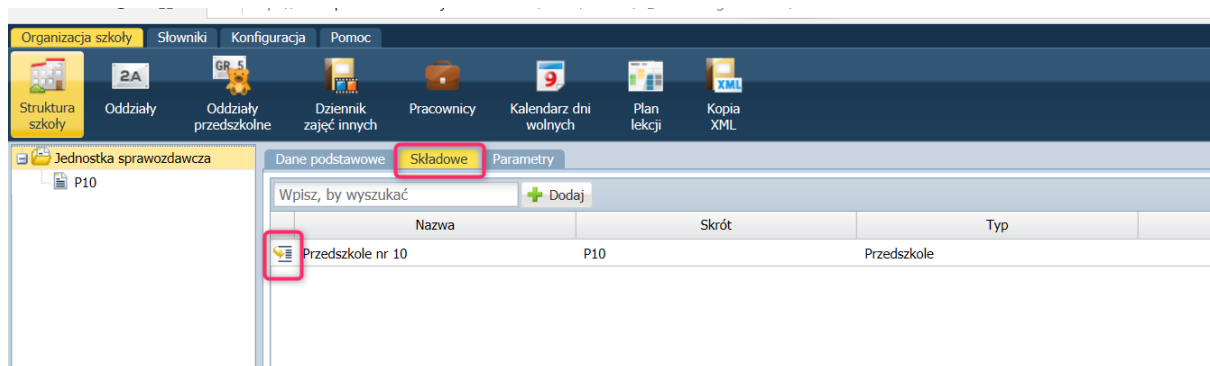 Organizacja szkoły Słowniki Konfiguracja Pomoc
2A GR_5 9 XML
Struktura Oddziały Oddziały Dziennik Pracownicy Kalendarz dni Plan Kopia
szkoły przedszkolne zajęć innych wolnych lekcji XML
Jednostka sprawozdawcza Dane podstawowe Składowe Parametry
P10 Wpisz, by wyszukać Dodaj
Nazwa Skrót Typ
Przedszkole nr 10 P10 Przedszkole